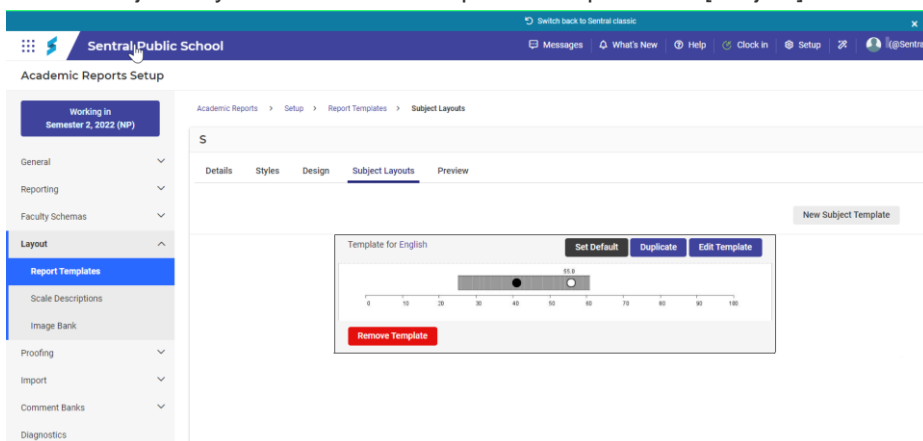 Switch back to Sentral classic
x
Sentral Public School
Messages
What's New
Help
Clock in
Setup
(@Sentra
Academic Reports Setup
Working in
Semester 2, 2022 (NP)
Academic Reports > Setup > Report Templates > Subject Layouts
S
General
Details Styles Design Subject Layouts Preview
Reporting
Faculty Schemas
New Subject Template
Layout
Template for English
Set Default
Duplicate
Edit Template
Report Templates
55.0
Scale Descriptions
0 10 20 30 40 50 60 70 80 90 100
Image Bank
Remove Template
Proofing
Import
Comment Banks
Diagnostics